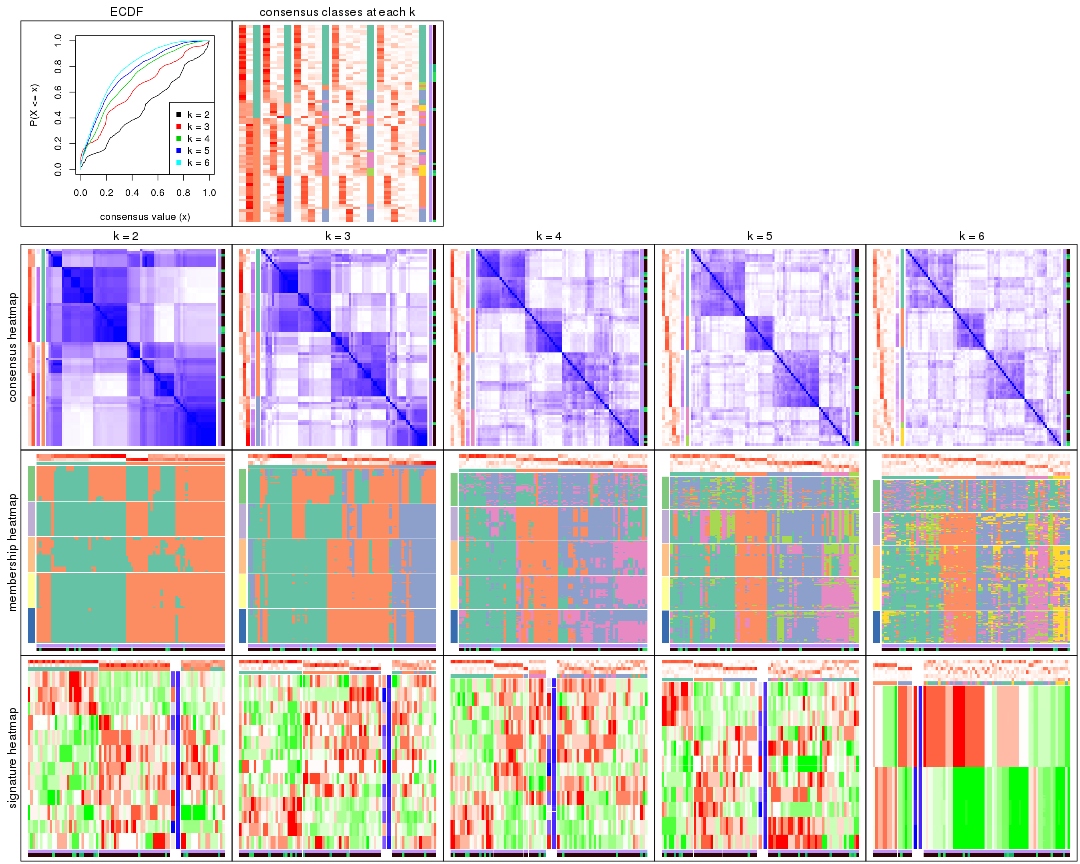 ECDF
consensus classes at each k
P(X <= x)
0.0 0.2 0.4 0.6 0.8 1.0
k = 2
k = 3
k = 4
k = 5
k = 6
0.0 0.2 0.4 0.6 0.8 1.0
consensus value (x)
k = 2 k = 3 k = 4 k = 5 k = 6
consensus heatmap
membership heatmap
signature heatmap